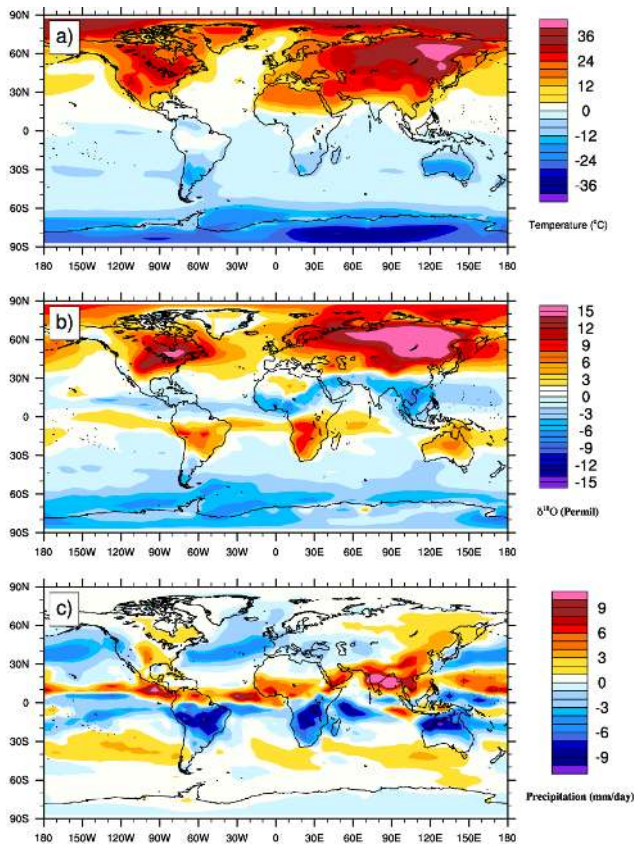 a)
90N
60N
30N
0
30S
60S
90S
180 150W 120W 90W 60W 30W 0 30E 60E 90E 120E 150E 180
36
24
12
0
-12
-24
-36
Temperature (°C)
b)
90N
60N
30N
0
30S
60S
90S
180 150W 120W 90W 60W 30W 0 30E 60E 90E 120E 150E 180
15
12
9
6
3
0
-3
-6
-9
-12
-15
δ¹⁸O (Permil)
c)
90N
60N
30N
0
30S
60S
90S
180 150W 120W 90W 60W 30W 0 30E 60E 90E 120E 150E 180
9
6
3
0
-3
-6
-9
Precipitation (mm/day)